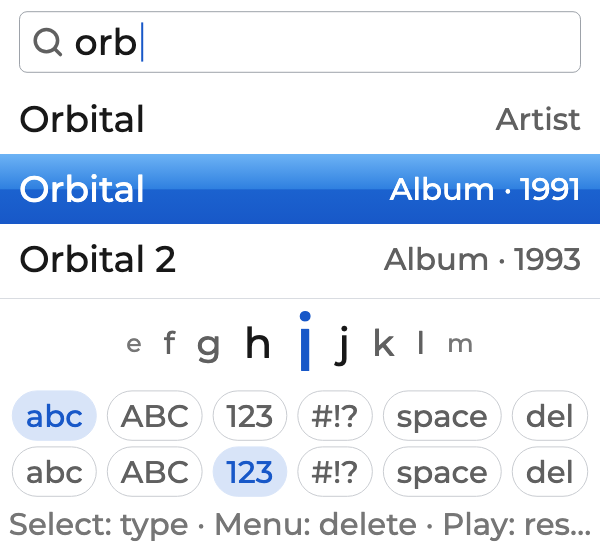 orb
Orbital Artist
Orbital Album · 1991
Orbital 2 Album · 1993
e f g h i j k l m
abc ABC 123 #!? space del
abc ABC 123 #!? space del
Select: type · Menu: delete · Play: res...